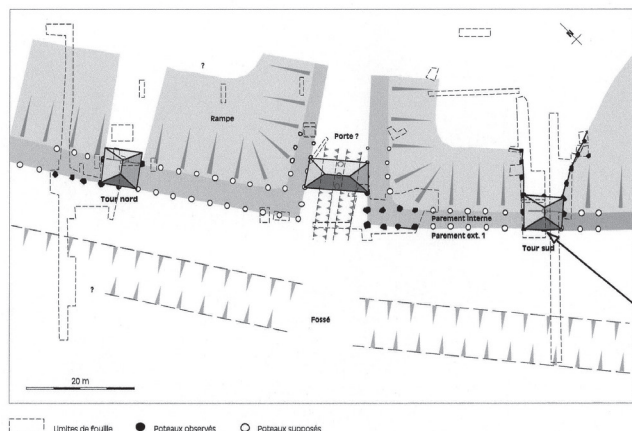 N
?
Rampe
Porte ?
Tour nord
Parement interne
Parement ext. 1
Tour sud
?
Fossé
20 m
Limites de fouille
Poteaux observés
Poteaux supposés